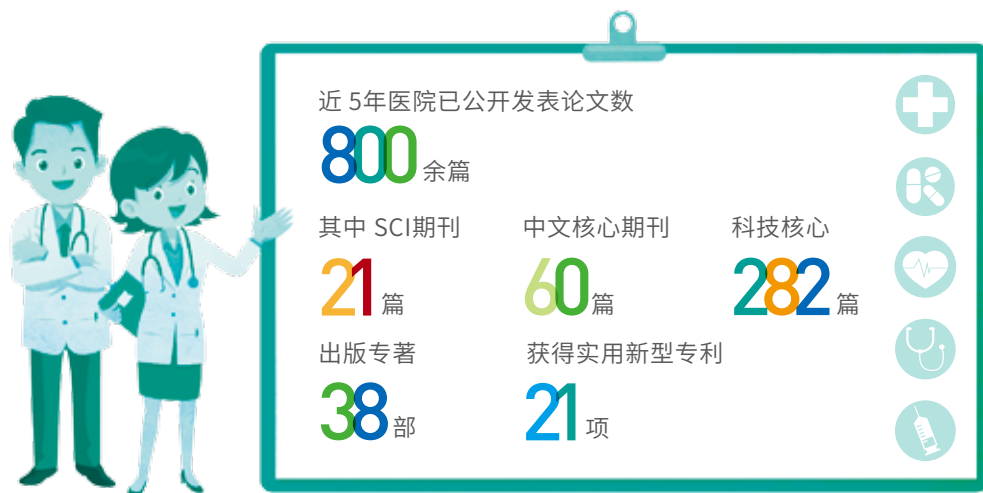 近 5年医院已公开发表论文数
800余篇
其中 SCI期刊 中文核心期刊 科技核心
21篇 60篇 282篇
出版专著 获得实用新型专利
38部 21项